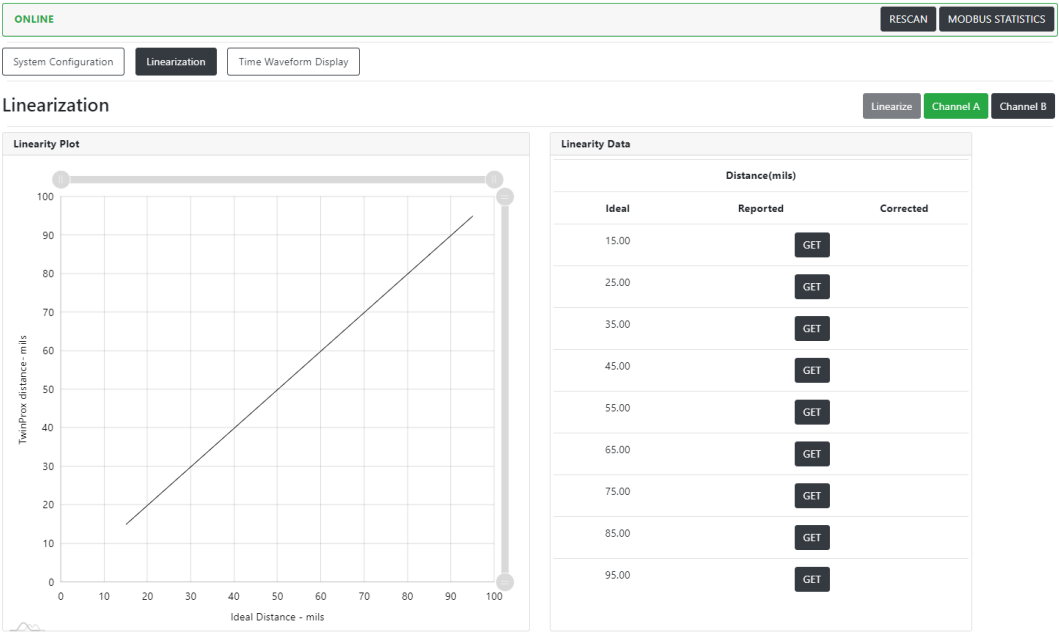 ONLINE
RESCAN
MODBUS STATISTICS
System Configuration
Linearization
Time Waveform Display
Linearization
Linearize
Channel A
Channel B
Linearity Plot
100
90
80
70
60
50
40
30
20
10
0
TwinProx distance- mils
0 10 20 30 40 50 60 70 80 90 100
Ideal Distance - mils
Linearity Data
Distance(mils)
Ideal Reported Corrected
15.00 GET
25.00 GET
35.00 GET
45.00 GET
55.00 GET
65.00 GET
75.00 GET
85.00 GET
95.00 GET